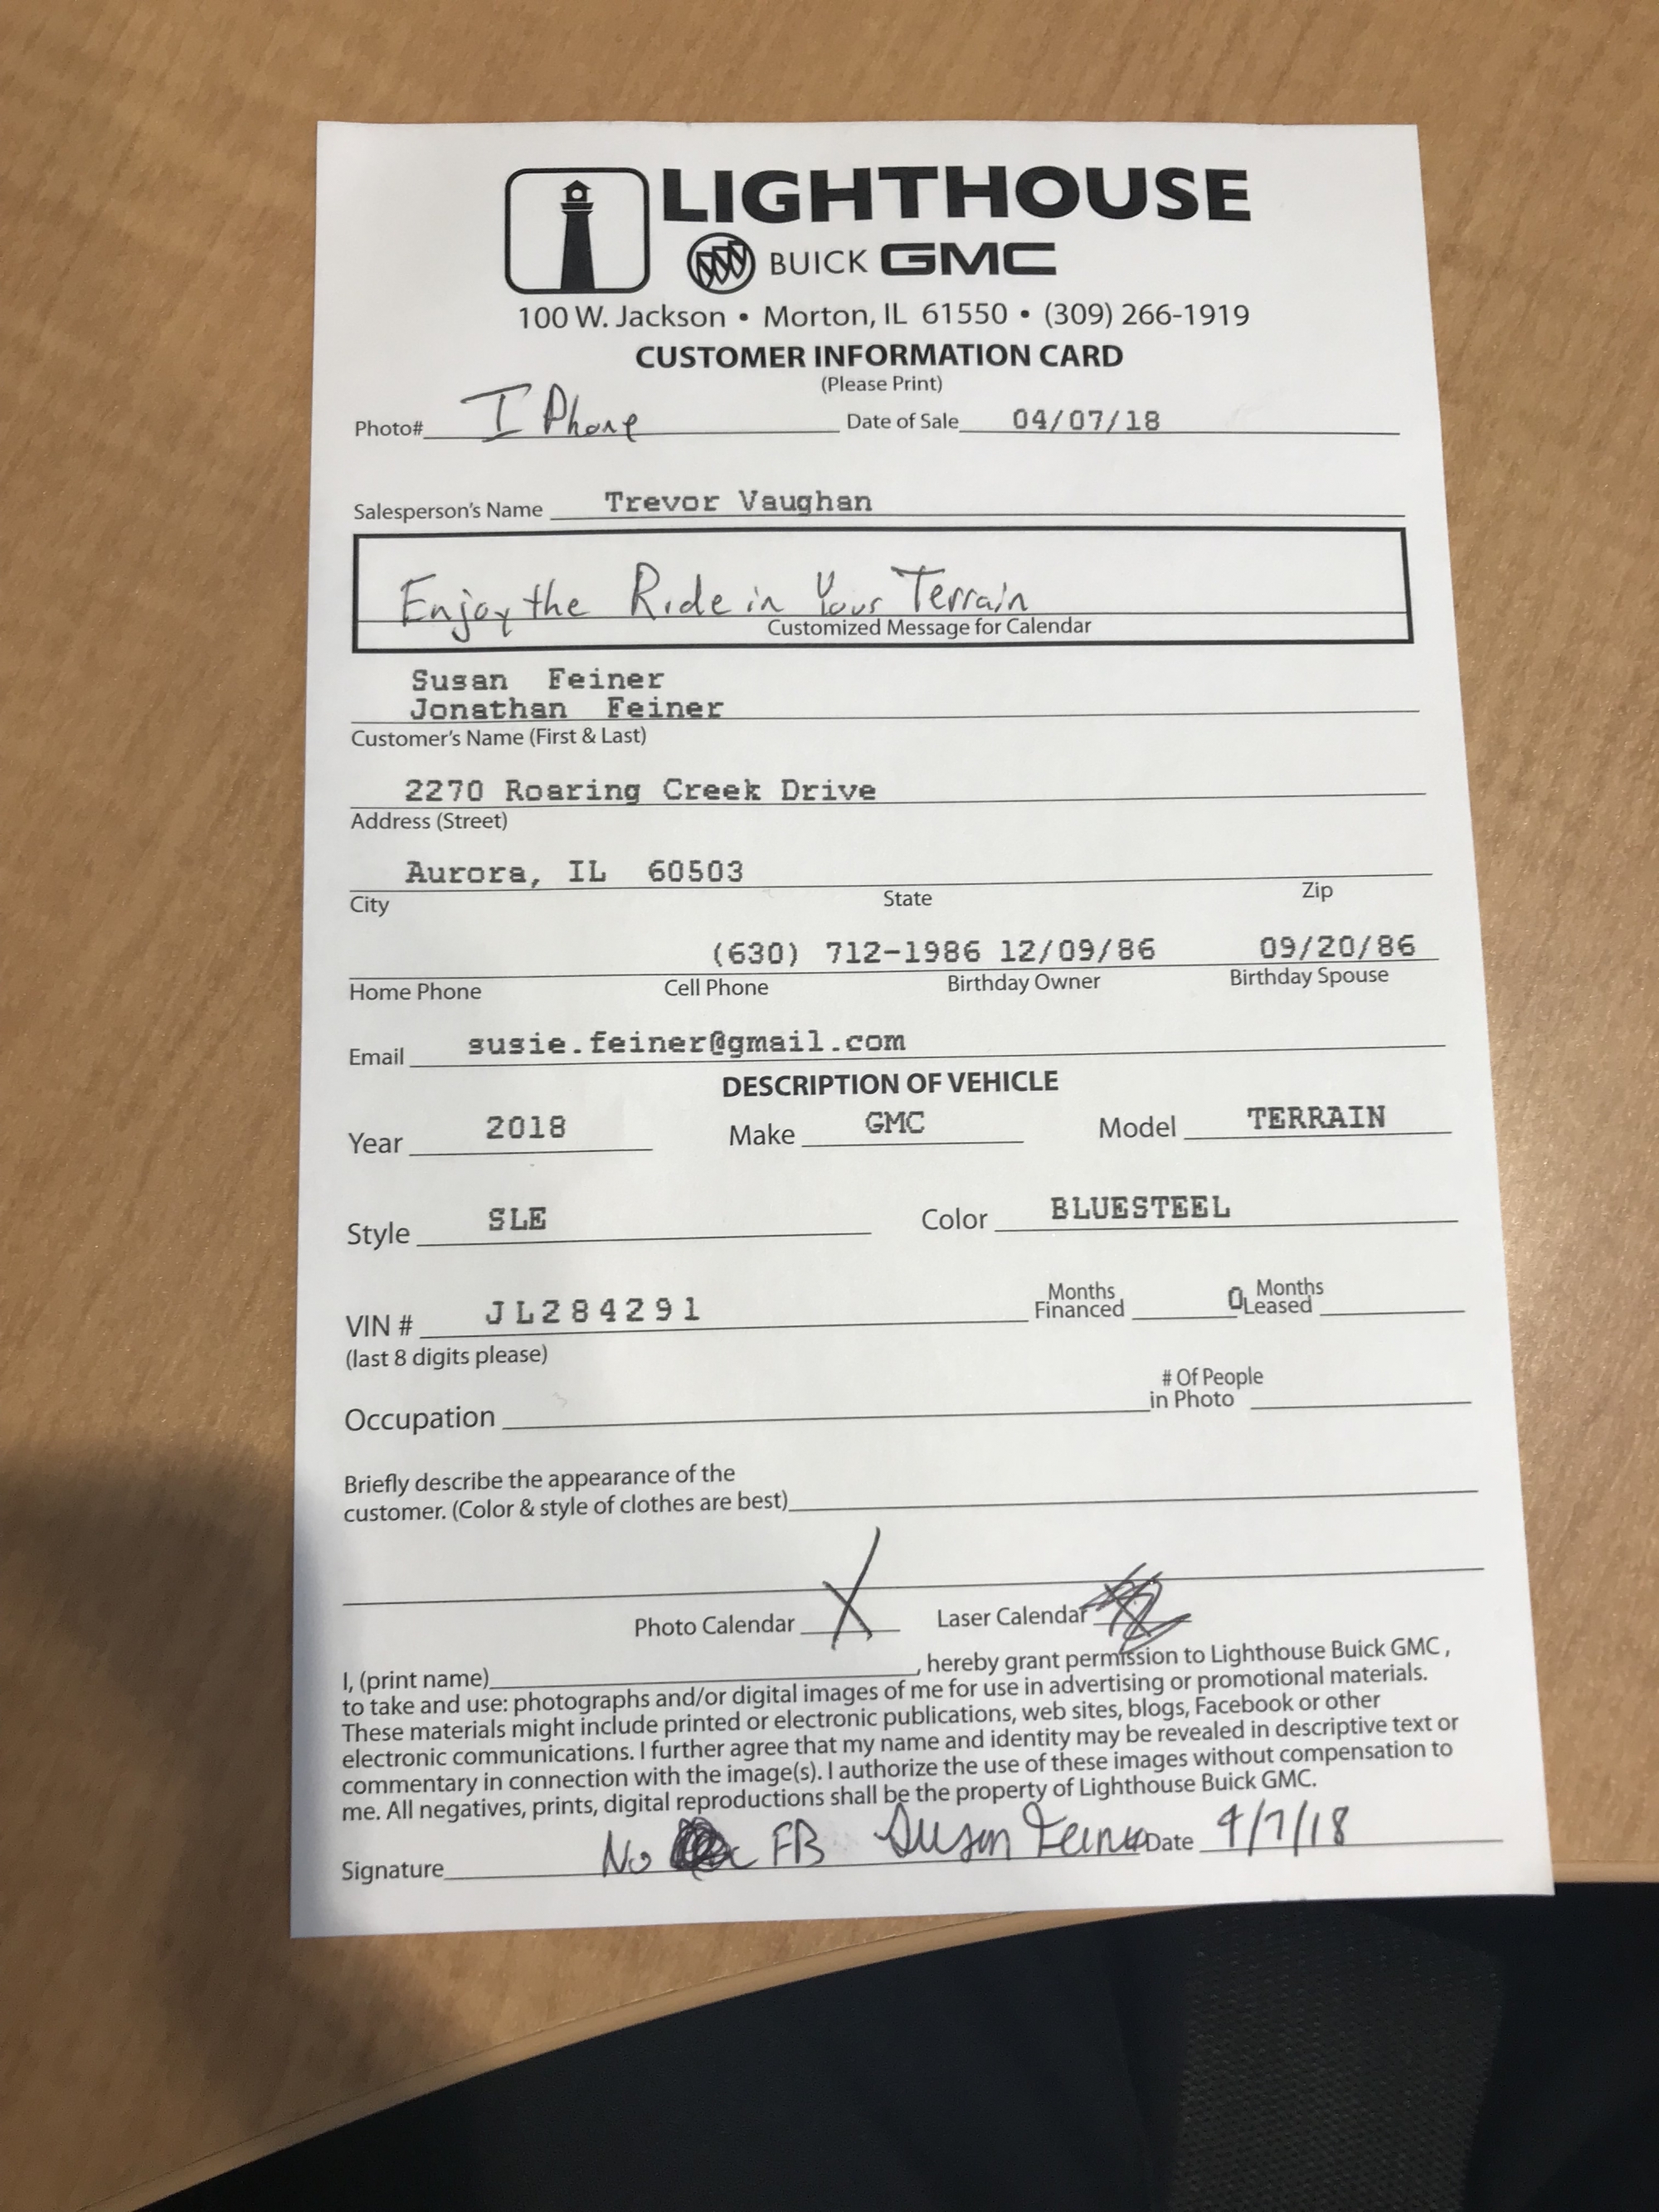 LIGHTHOUSE
BUICK GMC
100 W. Jackson • Morton, IL 61550 • (309) 266-1919
CUSTOMER INFORMATION CARD
(Please Print)
Photo# I Phone Date of Sale 04/07/18
Salesperson's Name Trevor Vaughan
Enjoy the Ride in Your Terrain
Customized Message for Calendar
Susan Feiner
Jonathan Feiner
Customer's Name (First & Last)
2270 Roaring Creek Drive
Address (Street)
Aurora, IL 60503
City State Zip
(630) 712-1986 12/09/86 09/20/86
Home Phone Cell Phone Birthday Owner Birthday Spouse
Email susie.feiner@gmail.com
DESCRIPTION OF VEHICLE
Year 2018 Make GMC Model TERRAIN
Style SLE Color BLUESTEEL
VIN # JL284291 Months Financed 0 Months Leased
(last 8 digits please)
Occupation # Of People in Photo
Briefly describe the appearance of the
customer. (Color & style of clothes are best)
Photo Calendar X Laser Calendar
I, (print name) , hereby grant permission to Lighthouse Buick GMC ,
to take and use: photographs and/or digital images of me for use in advertising or promotional materials.
These materials might include printed or electronic publications, web sites, blogs, Facebook or other
electronic communications. I further agree that my name and identity may be revealed in descriptive text or
commentary in connection with the image(s). I authorize the use of these images without compensation to
me. All negatives, prints, digital reproductions shall be the property of Lighthouse Buick GMC.
Signature No FB Susan Feiner Date 4/7/18